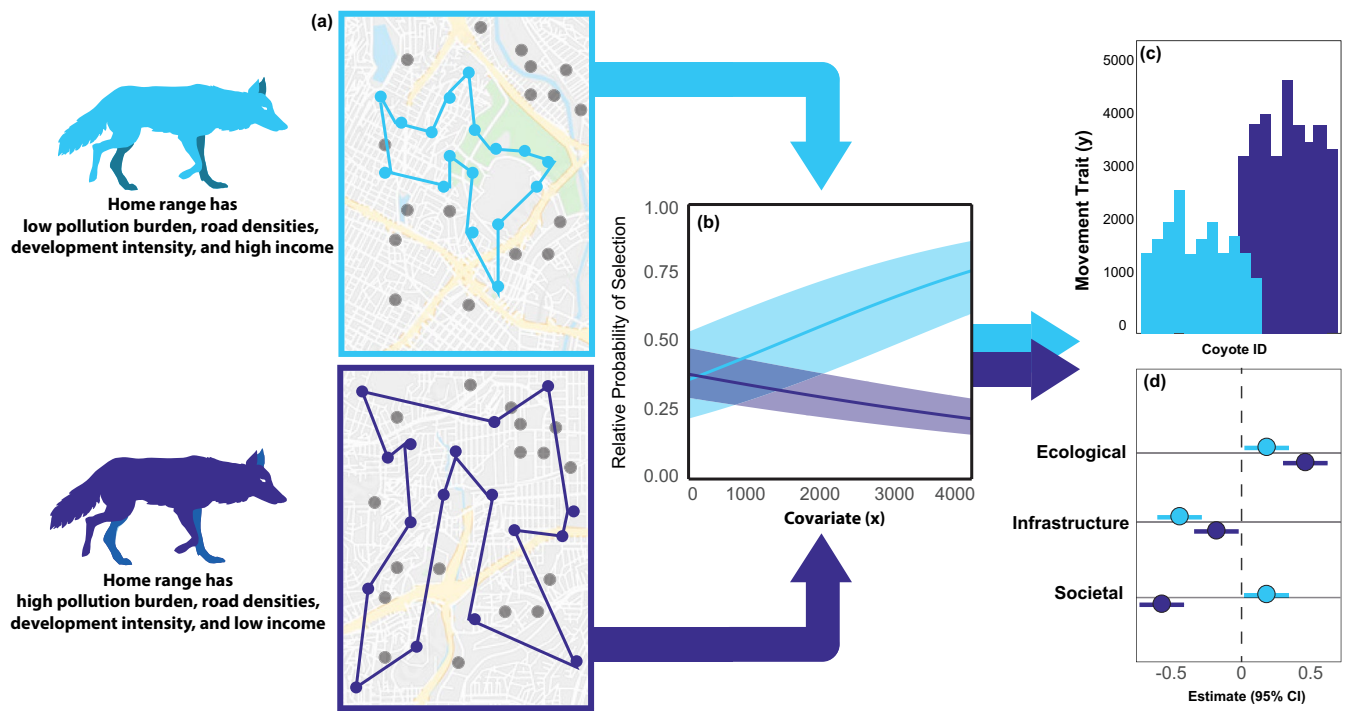 (a)
Home range has
low pollution burden, road densities,
development intensity, and high income
Home range has
high pollution burden, road densities,
development intensity, and low income
(b)
Relative Probability of Selection
1.00
0.75
0.50
0.25
0.00
0 1000 2000 3000 4000
Covariate (x)
(c)
Movement Trait (y)
5000
4000
3000
2000
1000
0
Coyote ID
(d)
Ecological
Infrastructure
Societal
-0.5 0 0.5
Estimate (95% CI)